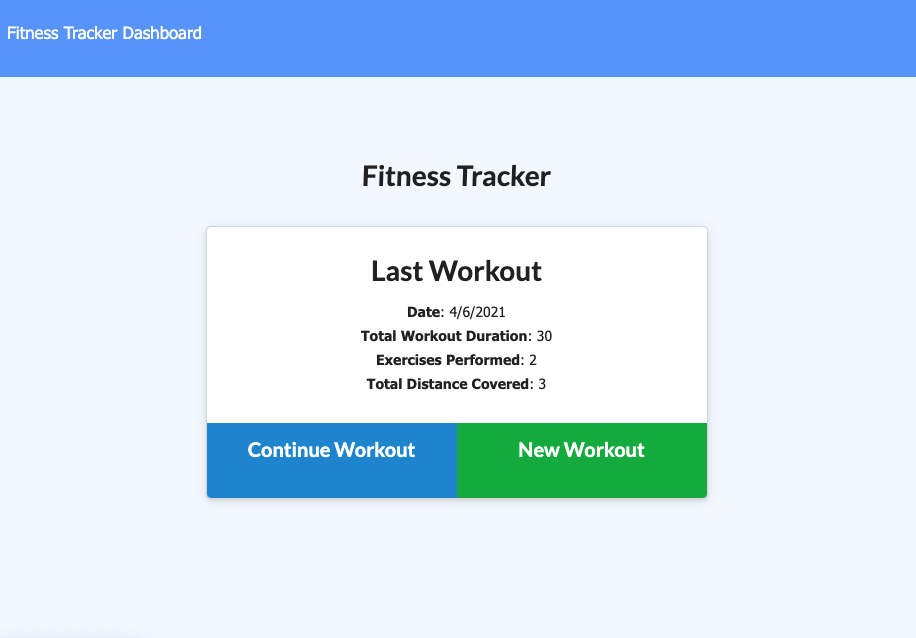 Fitness Tracker Dashboard
Fitness Tracker
Last Workout
Date: 4/6/2021
Total Workout Duration: 30
Exercises Performed: 2
Total Distance Covered: 3
Continue Workout
New Workout